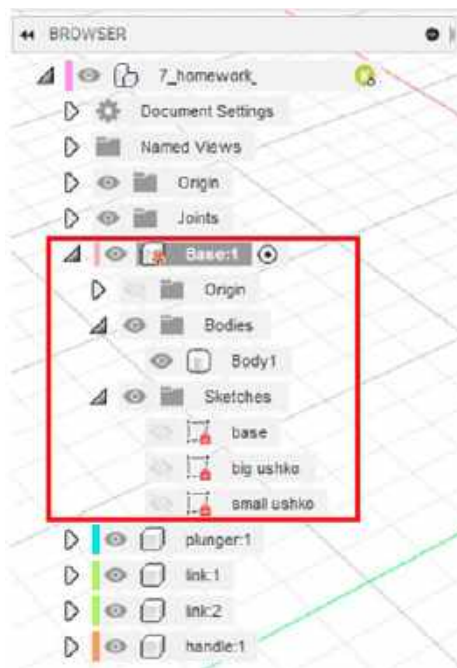 BROWSER
7_homework_
Document Settings
Named Views
Origin
Joints
Base:1
Origin
Bodies
Body1
Sketches
base
big ushko
small ushko
plunger:1
link:1
link:2
handle:1